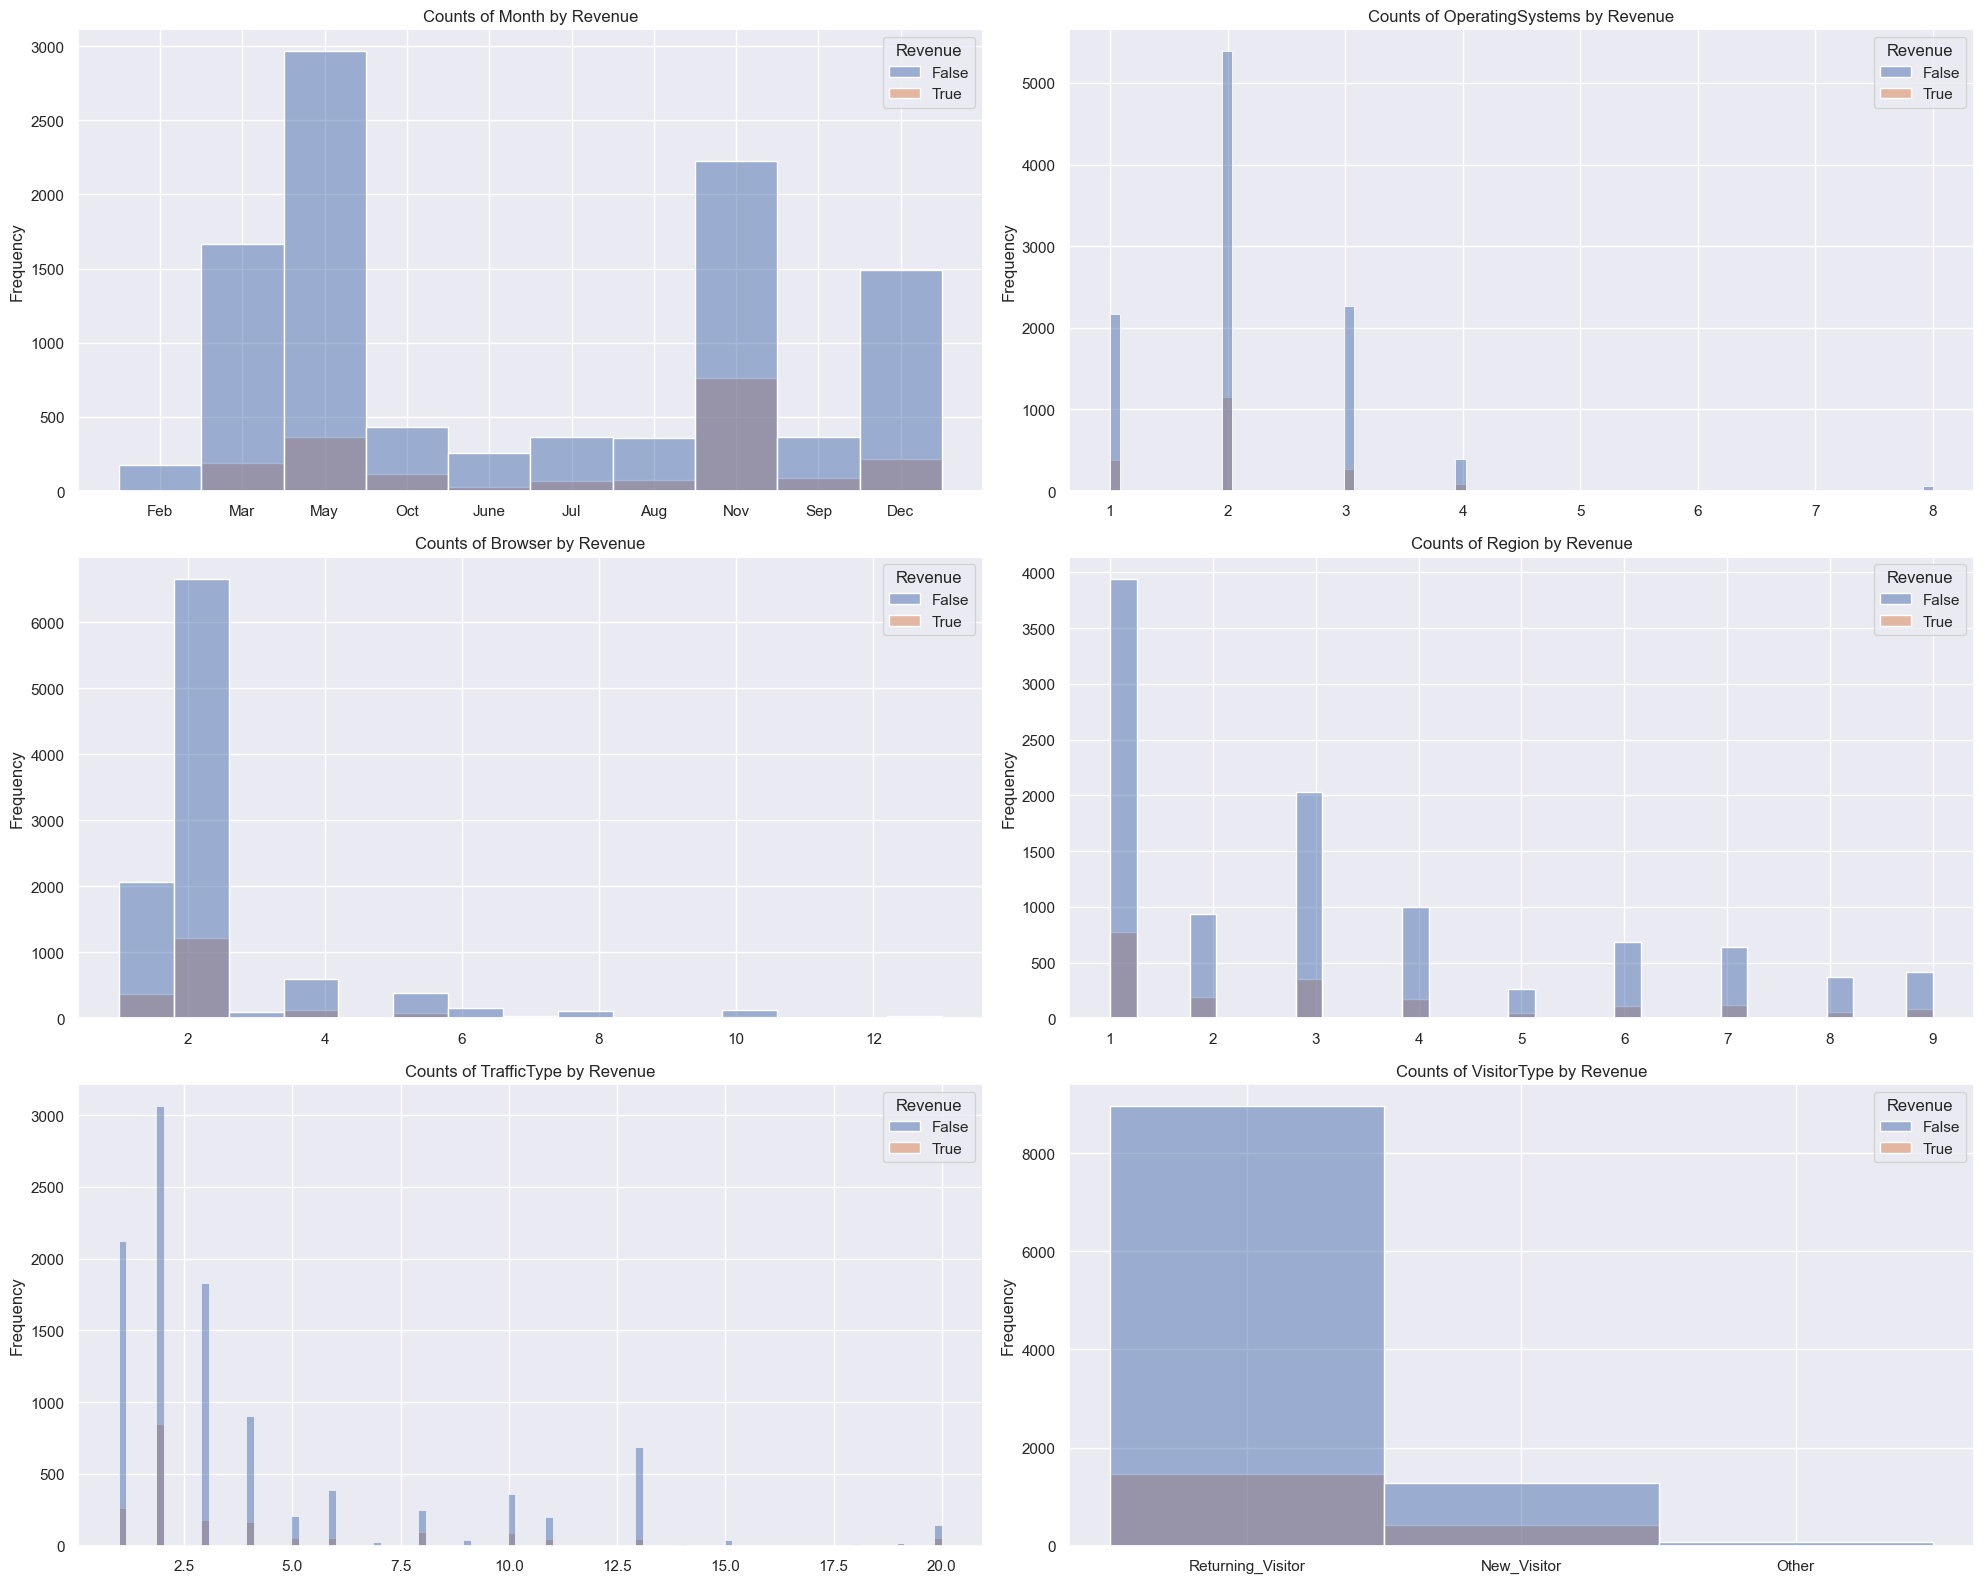 Counts of Month by Revenue
Frequency
3000
2500
2000
1500
1000
500
0
Feb Mar May Oct June Jul Aug Nov Sep Dec
Revenue
False
True
Counts of OperatingSystems by Revenue
Frequency
5000
4000
3000
2000
1000
0
1 2 3 4 5 6 7 8
Revenue
False
True
Counts of Browser by Revenue
Frequency
6000
5000
4000
3000
2000
1000
0
2 4 6 8 10 12
Revenue
False
True
Counts of Region by Revenue
Frequency
4000
3500
3000
2500
2000
1500
1000
500
0
1 2 3 4 5 6 7 8 9
Revenue
False
True
Counts of TrafficType by Revenue
Frequency
3000
2500
2000
1500
1000
500
0
2.5 5.0 7.5 10.0 12.5 15.0 17.5 20.0
Revenue
False
True
Counts of VisitorType by Revenue
Frequency
8000
6000
4000
2000
0
Returning_Visitor New_Visitor Other
Revenue
False
True